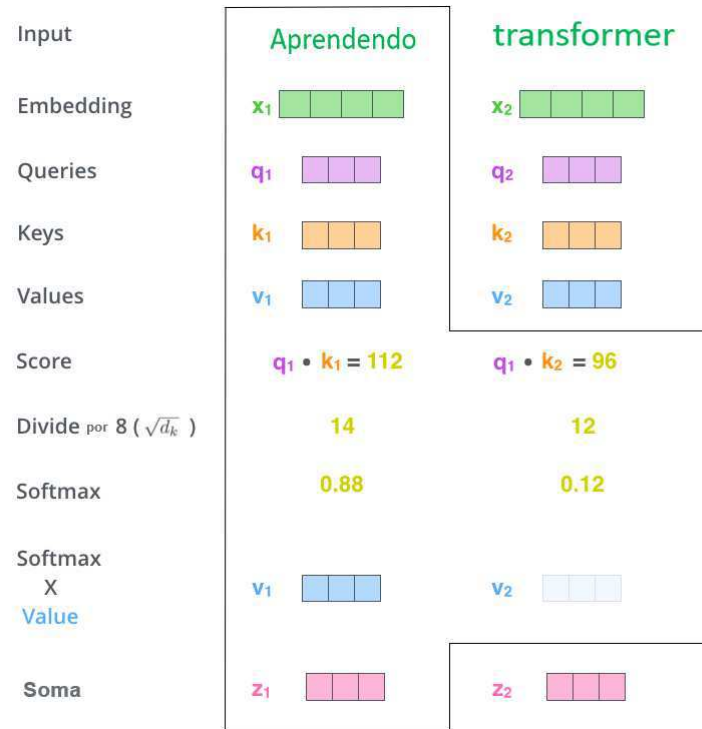 Input Aprendendo transformer
Embedding x₁ x₂
Queries q₁ q₂
Keys k₁ k₂
Values v₁ v₂
Score q₁ • k₁ = 112 q₁ • k₂ = 96
Divide por 8 ( √dₖ ) 14 12
Softmax 0.88 0.12
Softmax
X
Value v₁ v₂
Soma z₁ z₂